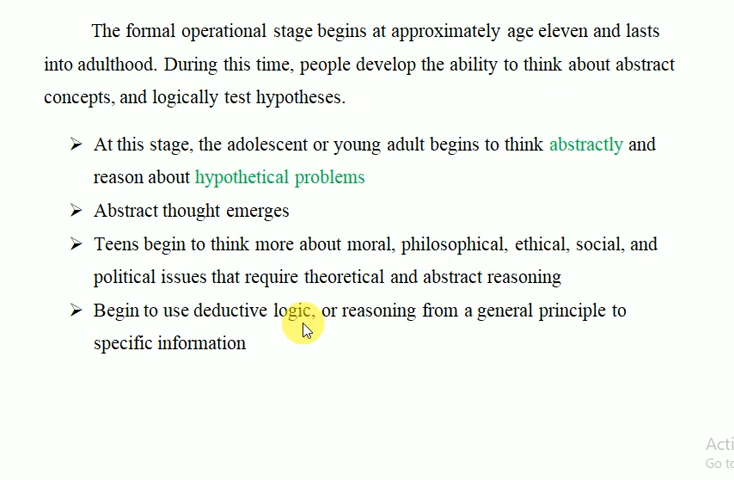 The formal operational stage begins at approximately age eleven and lasts
into adulthood. During this time, people develop the ability to think about abstract
concepts, and logically test hypotheses.
➢ At this stage, the adolescent or young adult begins to think abstractly and
reason about hypothetical problems
➢ Abstract thought emerges
➢ Teens begin to think more about moral, philosophical, ethical, social, and
political issues that require theoretical and abstract reasoning
➢ Begin to use deductive logic, or reasoning from a general principle to
specific information
Acti
Go to